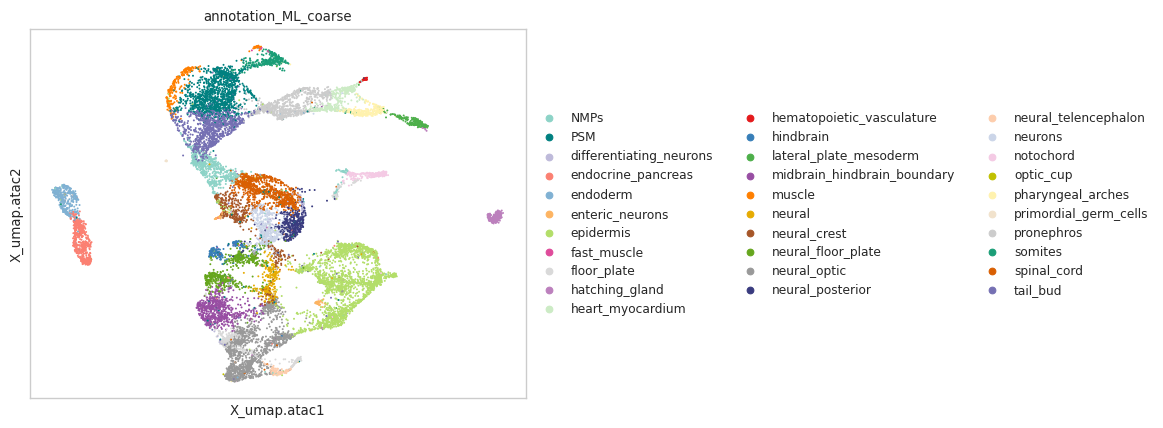 annotation_ML_coarse
X_umap.atac2
X_umap.atac1
NMPs
PSM
differentiating_neurons
endocrine_pancreas
endoderm
enteric_neurons
epidermis
fast_muscle
floor_plate
hatching_gland
heart_myocardium
hematopoietic_vasculature
hindbrain
lateral_plate_mesoderm
midbrain_hindbrain_boundary
muscle
neural
neural_crest
neural_floor_plate
neural_optic
neural_posterior
neural_telencephalon
neurons
notochord
optic_cup
pharyngeal_arches
primordial_germ_cells
pronephros
somites
spinal_cord
tail_bud